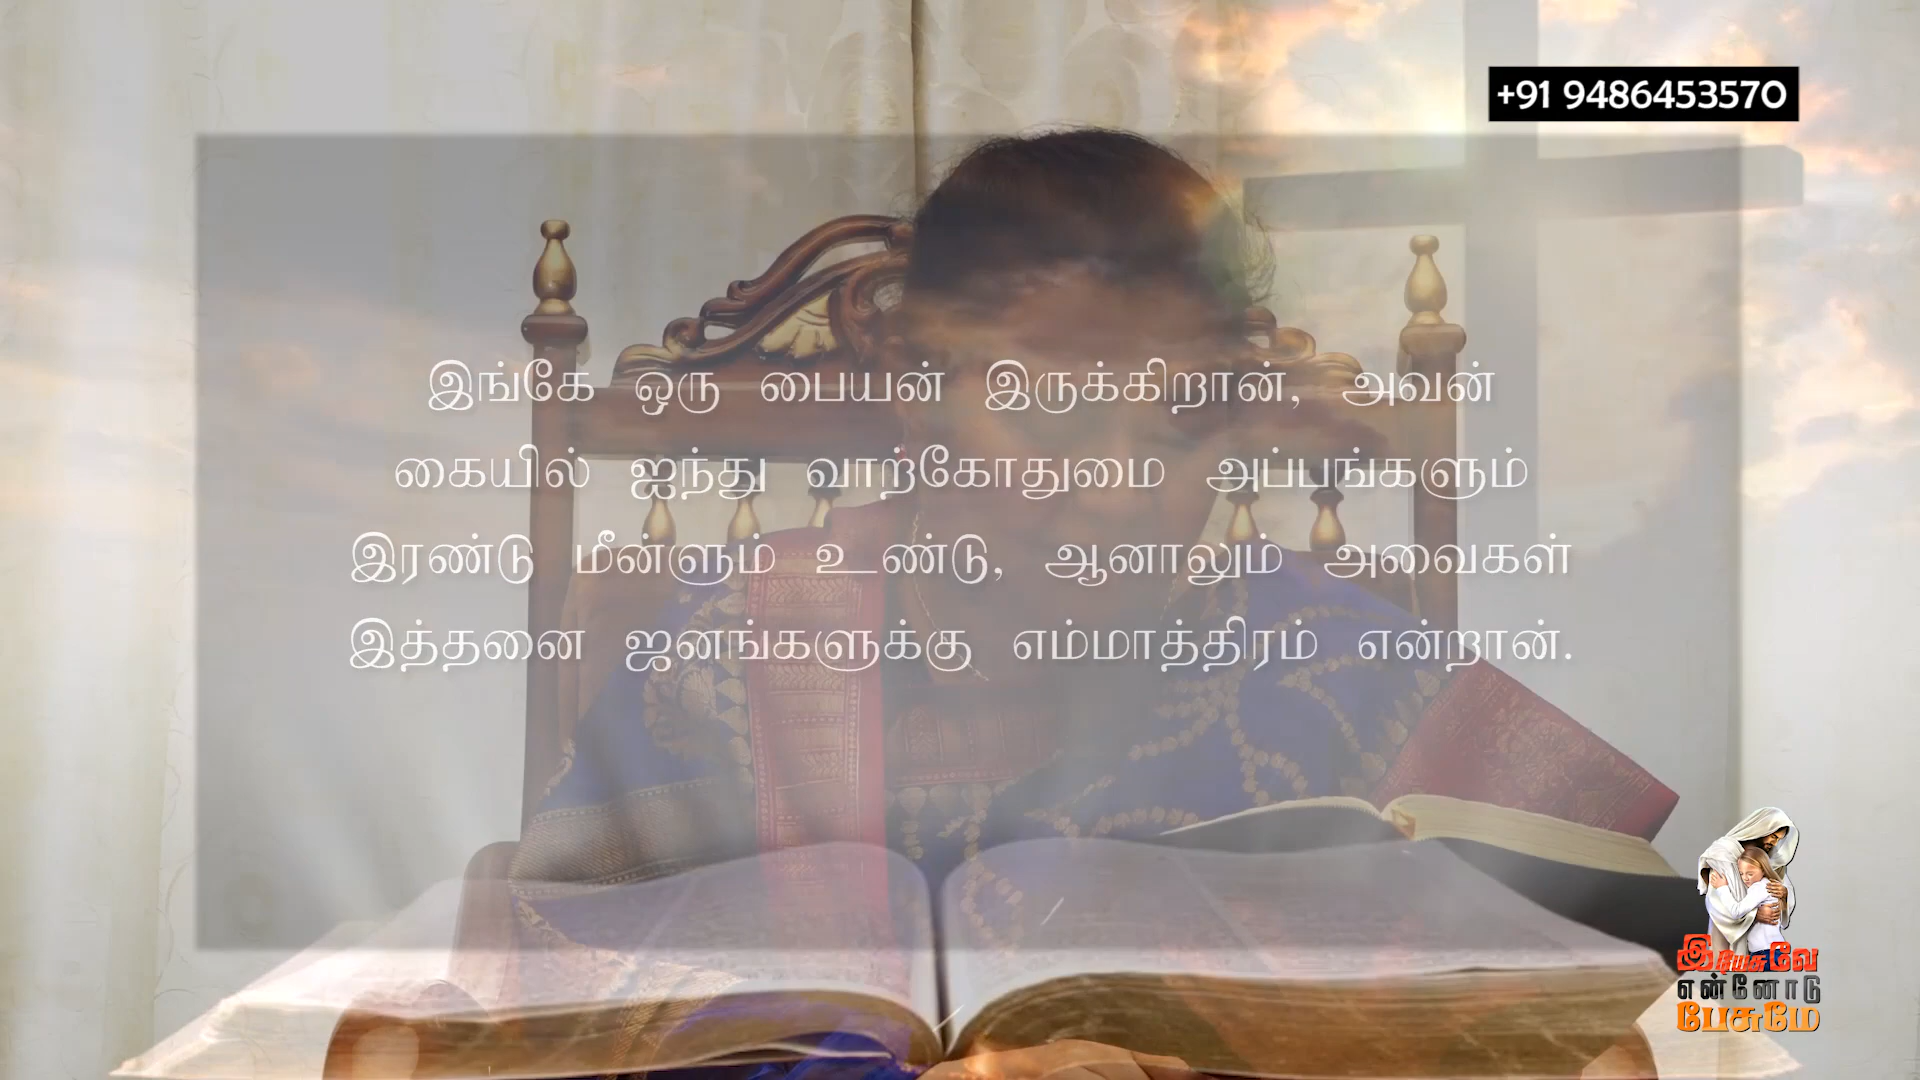 +91 9486453570
இங்கே ஒரு பையன் இருக்கிறான், அவன்
கையில் ஐந்து வாற்கோதுமை அப்பங்களும்
இரண்டு மீன்ளும் உண்டு, ஆனாலும் அவைகள்
இத்தனை ஜனங்களுக்கு எம்மாத்திரம் என்றான்.
இயேசுவே
என்னோடு
பேசுமே